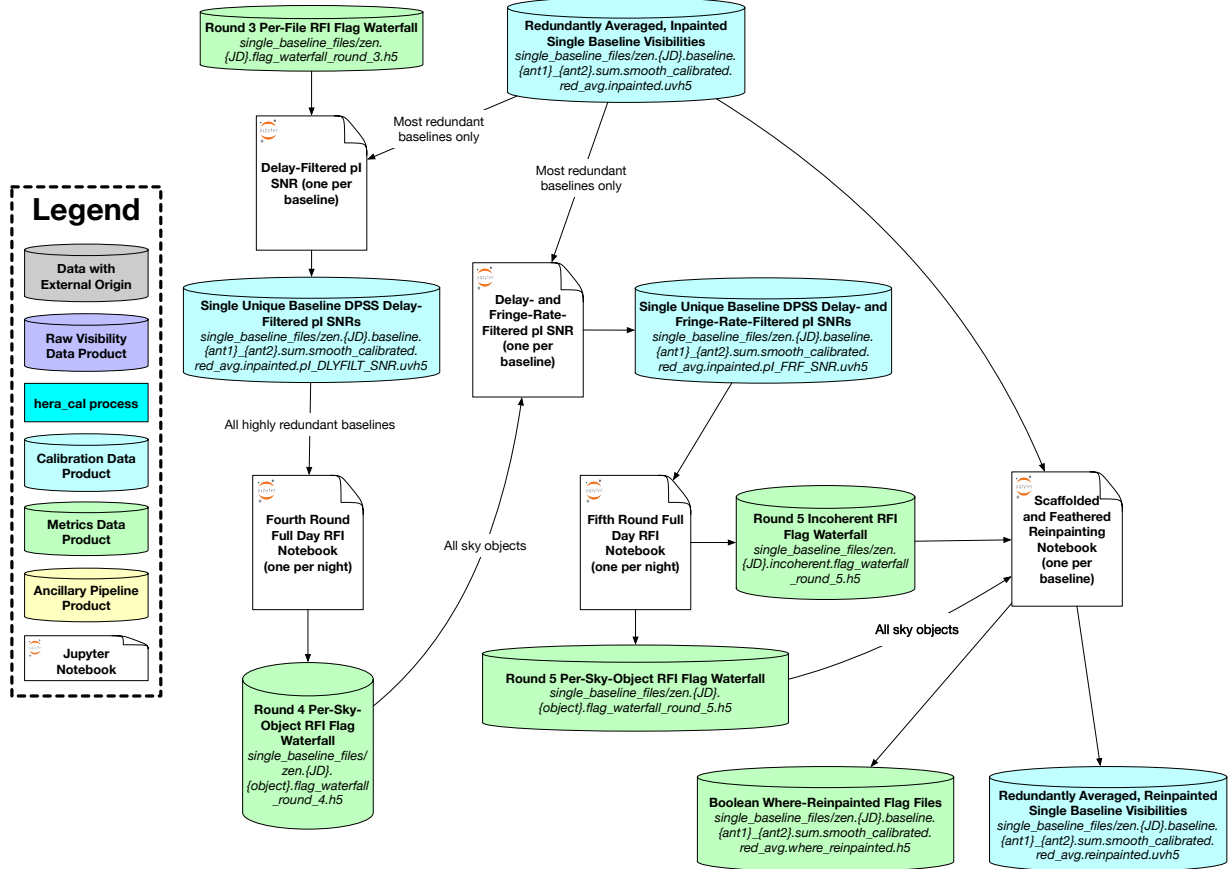 Round 3 Per-File RFI Flag Waterfall
single_baseline_files/zen.
{JD}.flag_waterfall_round_3.h5
Redundantly Averaged, Inpainted
Single Baseline Visibilities
single_baseline_files/zen.{JD}.baseline.
{ant1}_{ant2}.sum.smooth_calibrated.
red_avg.inpainted.uvh5
Most redundant
baselines only
Most redundant
baselines only
jupyter
Delay-Filtered pI
SNR (one per
baseline)
Legend
Data with
External Origin
Raw Visibility
Data Product
hera_cal process
Calibration Data
Product
Metrics Data
Product
Ancillary Pipeline
Product
jupyter
Jupyter
Notebook
Single Unique Baseline DPSS Delay-
Filtered pI SNRs
single_baseline_files/zen.{JD}.baseline.
{ant1}_{ant2}.sum.smooth_calibrated.
red_avg.inpainted.pI_DLYFILT_SNR.uvh5
jupyter
Delay- and
Fringe-Rate-
Filtered pI SNR
(one per
baseline)
Single Unique Baseline DPSS Delay- and
Fringe-Rate-Filtered pI SNRs
single_baseline_files/zen.{JD}.baseline.
{ant1}_{ant2}.sum.smooth_calibrated.
red_avg.inpainted.pI_FRF_SNR.uvh5
All highly redundant baselines
jupyter
Fourth Round
Full Day RFI
Notebook
(one per night)
All sky objects
jupyter
Fifth Round Full
Day RFI
Notebook
(one per night)
Round 5 Incoherent RFI
Flag Waterfall
single_baseline_files/zen.
{JD}.incoherent.flag_waterfall
_round_5.h5
jupyter
Scaffolded
and Feathered
Reinpainting
Notebook
(one per
baseline)
All sky objects
Round 4 Per-Sky-
Object RFI Flag
Waterfall
single_baseline_files/
zen.{JD}.
{object}.flag_waterfall
_round_4.h5
Round 5 Per-Sky-Object RFI Flag Waterfall
single_baseline_files/zen.{JD}.
{object}.flag_waterfall_round_5.h5
Boolean Where-Reinpainted Flag Files
single_baseline_files/zen.{JD}.baseline.
{ant1}_{ant2}.sum.smooth_calibrated.
red_avg.where_reinpainted.h5
Redundantly Averaged, Reinpainted
Single Baseline Visibilities
single_baseline_files/zen.{JD}.baseline.
{ant1}_{ant2}.sum.smooth_calibrated.
red_avg.reinpainted.uvh5